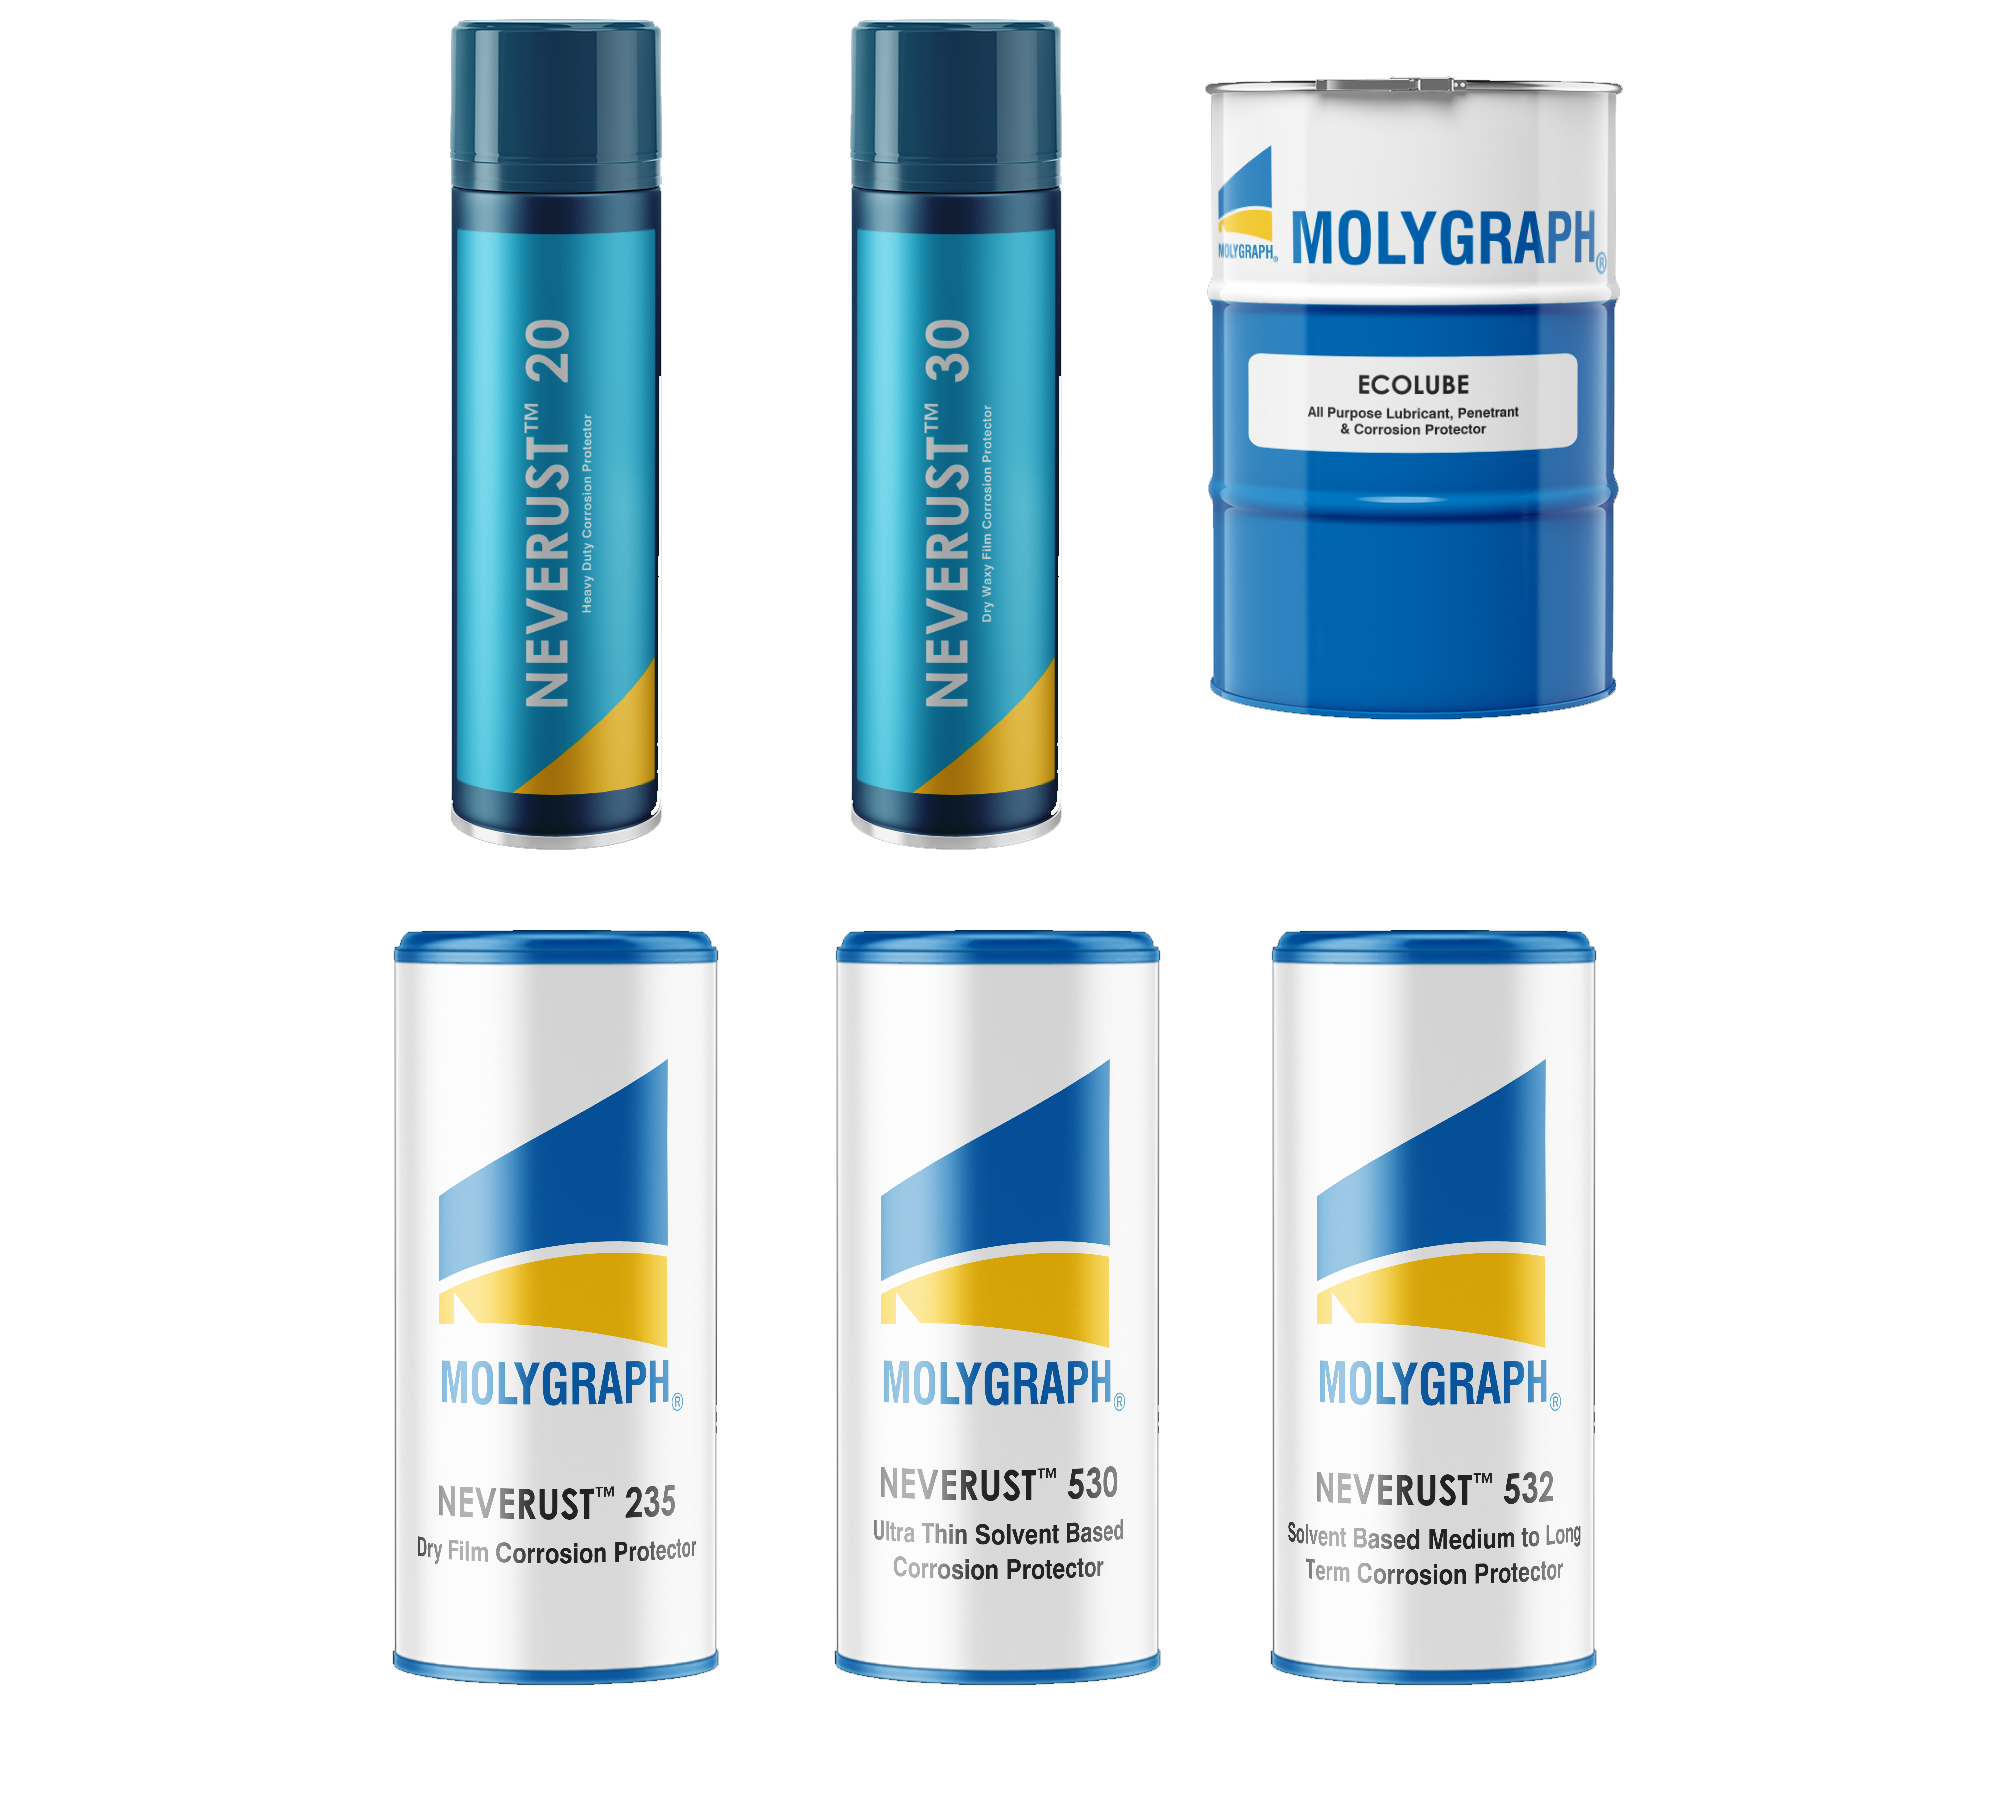 NEVERUST™ 20
Heavy Duty Corrosion Protector
NEVERUST™ 30
Dry Waxy Film Corrosion Protector
MOLYGRAPH®
MOLYGRAPH®
ECOLUBE
All Purpose Lubricant, Penetrant
& Corrosion Protector
MOLYGRAPH®
NEVERUST™ 235
Dry Film Corrosion Protector
MOLYGRAPH®
NEVERUST™ 530
Ultra Thin Solvent Based
Corrosion Protector
MOLYGRAPH®
NEVERUST™ 532
Solvent Based Medium to Long
Term Corrosion Protector